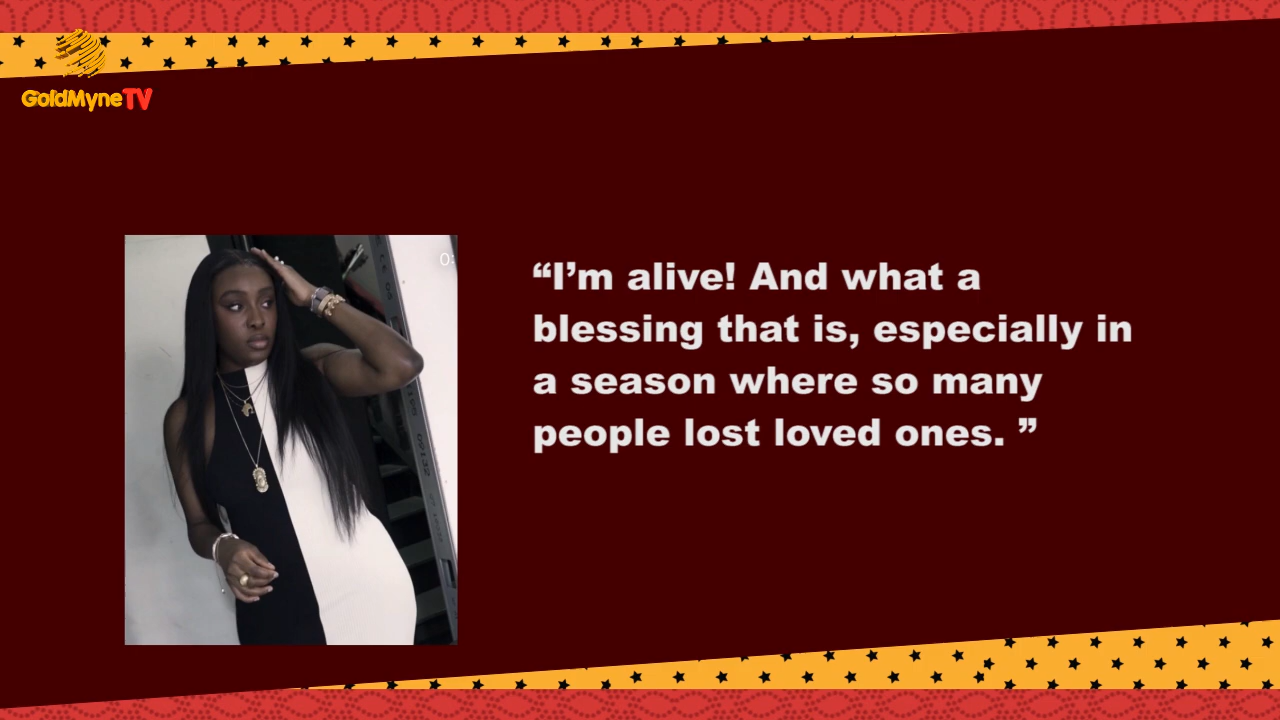 GoldMyneTV
“I’m alive! And what a
blessing that is, especially in
a season where so many
people lost loved ones. ”